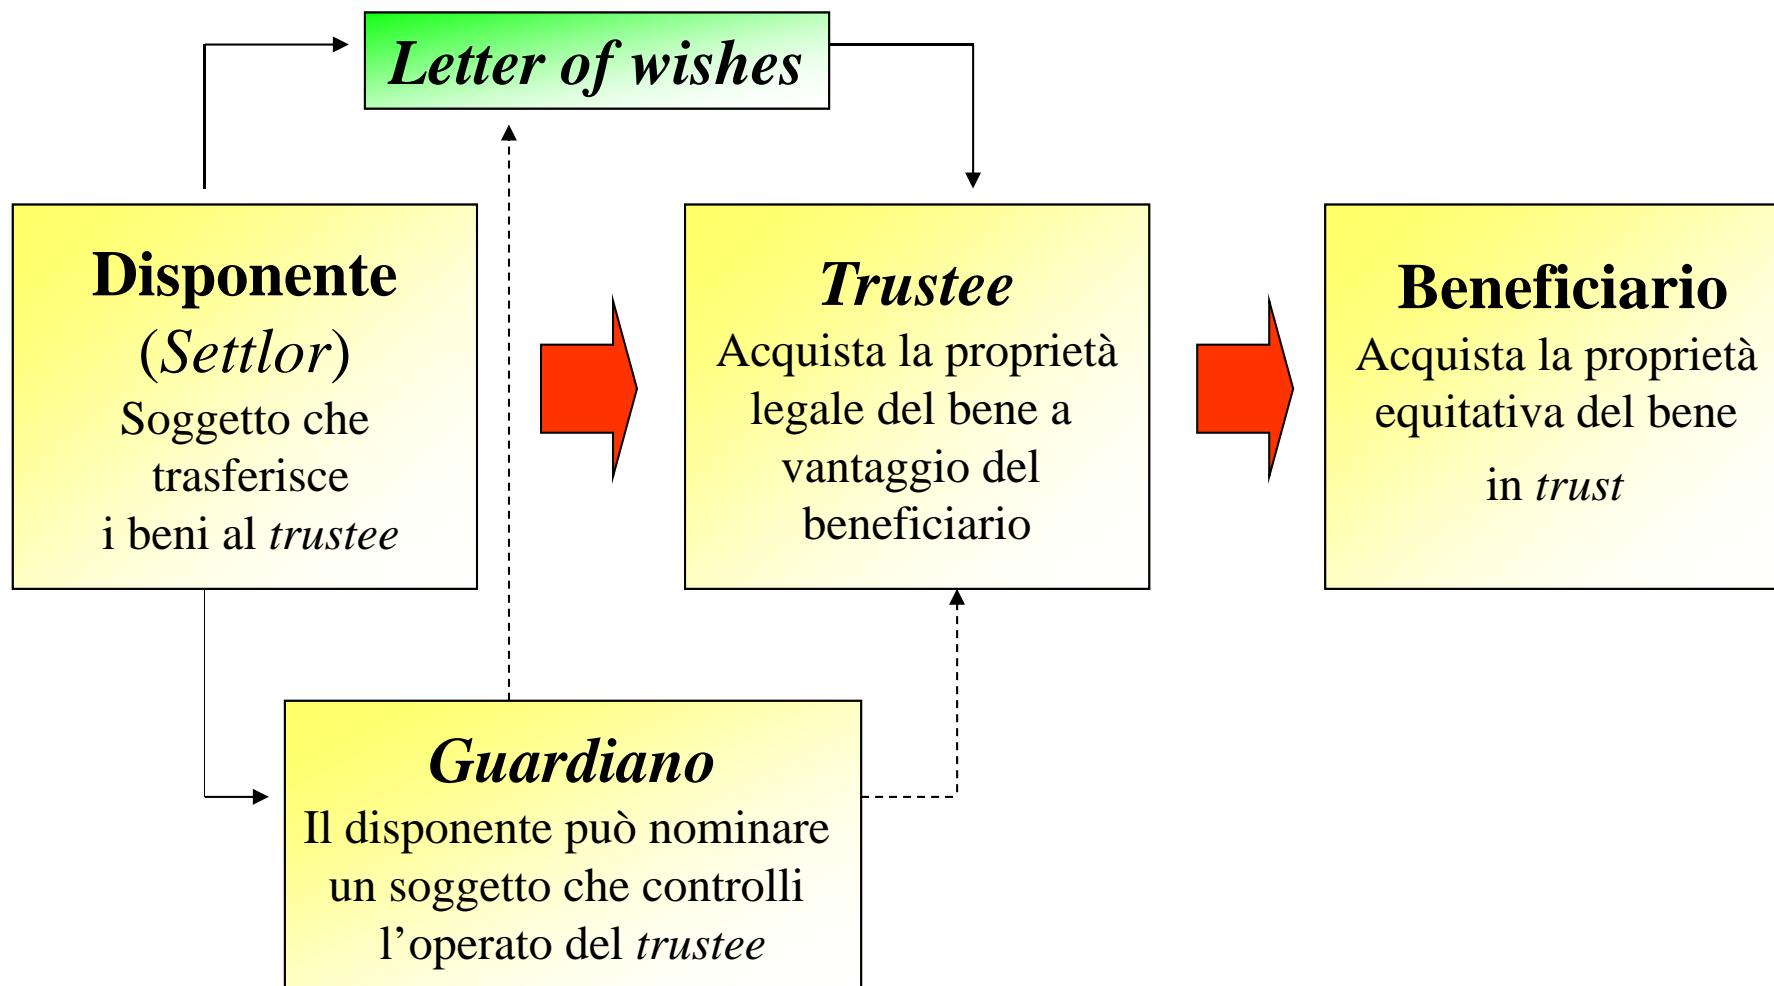 Letter of wishes
Disponente
(Settlor)
Soggetto che
trasferisce
i beni al trustee
Trustee
Acquista la proprietà
legale del bene a
vantaggio del
beneficiario
Beneficiario
Acquista la proprietà
equitativa del bene
in trust
Guardiano
Il disponente può nominare
un soggetto che controlli
l’operato del trustee